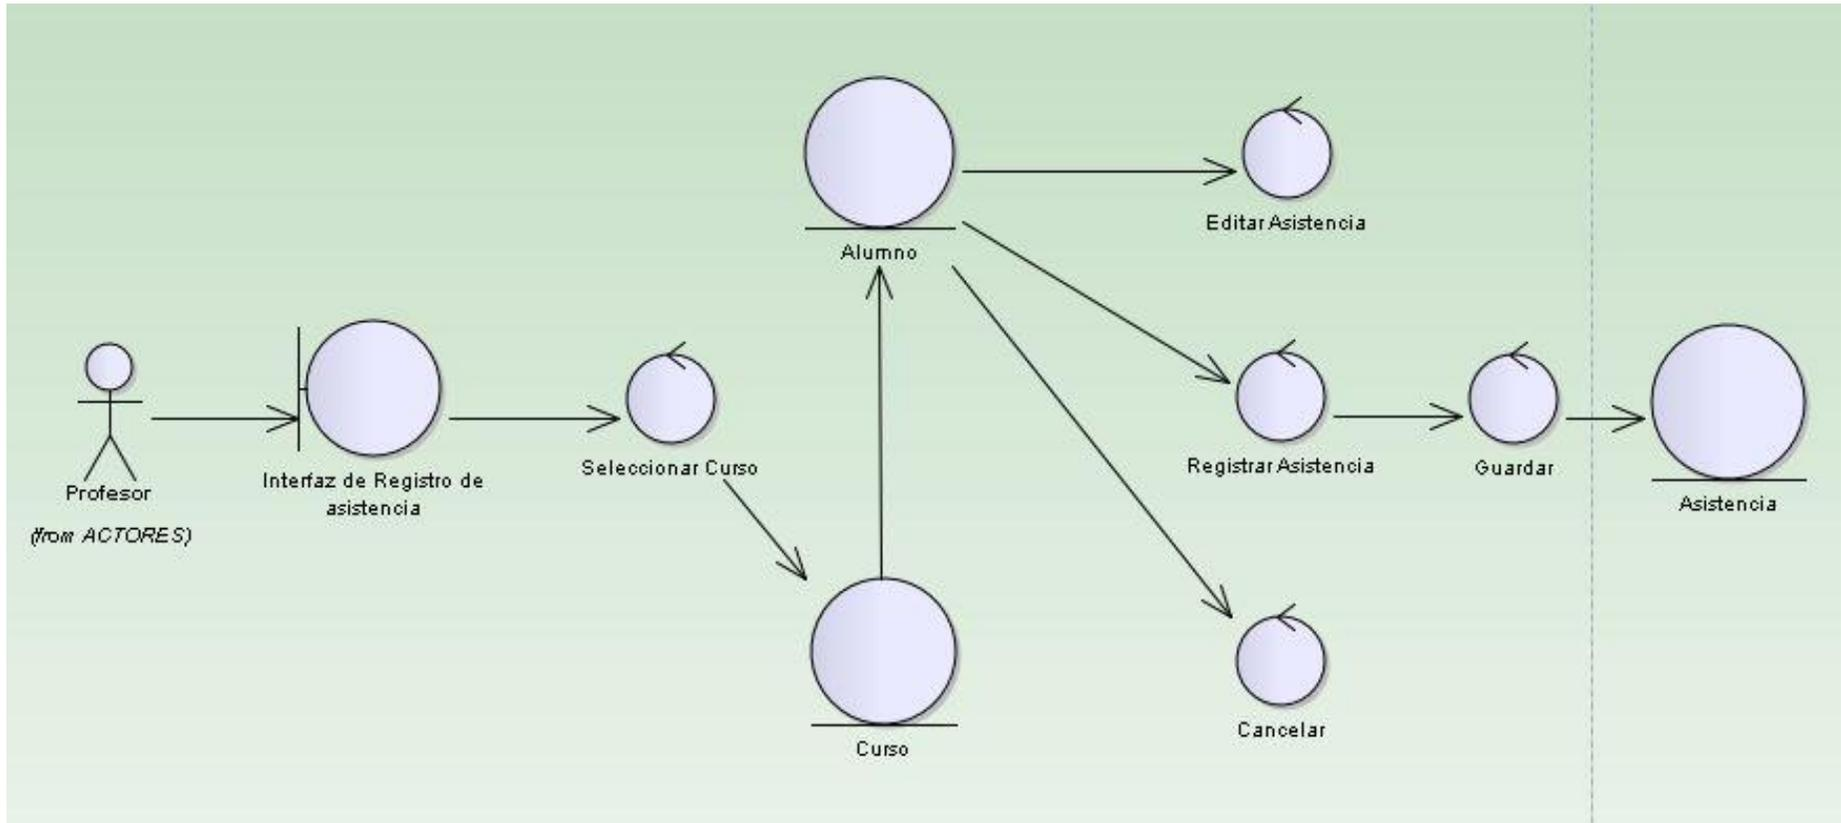 Alumno
Editar Asistencia
Profesor
(from ACTORES)
Interfaz de Registro de
asistencia
Seleccionar Curso
Registrar Asistencia
Guardar
Asistencia
Curso
Cancelar